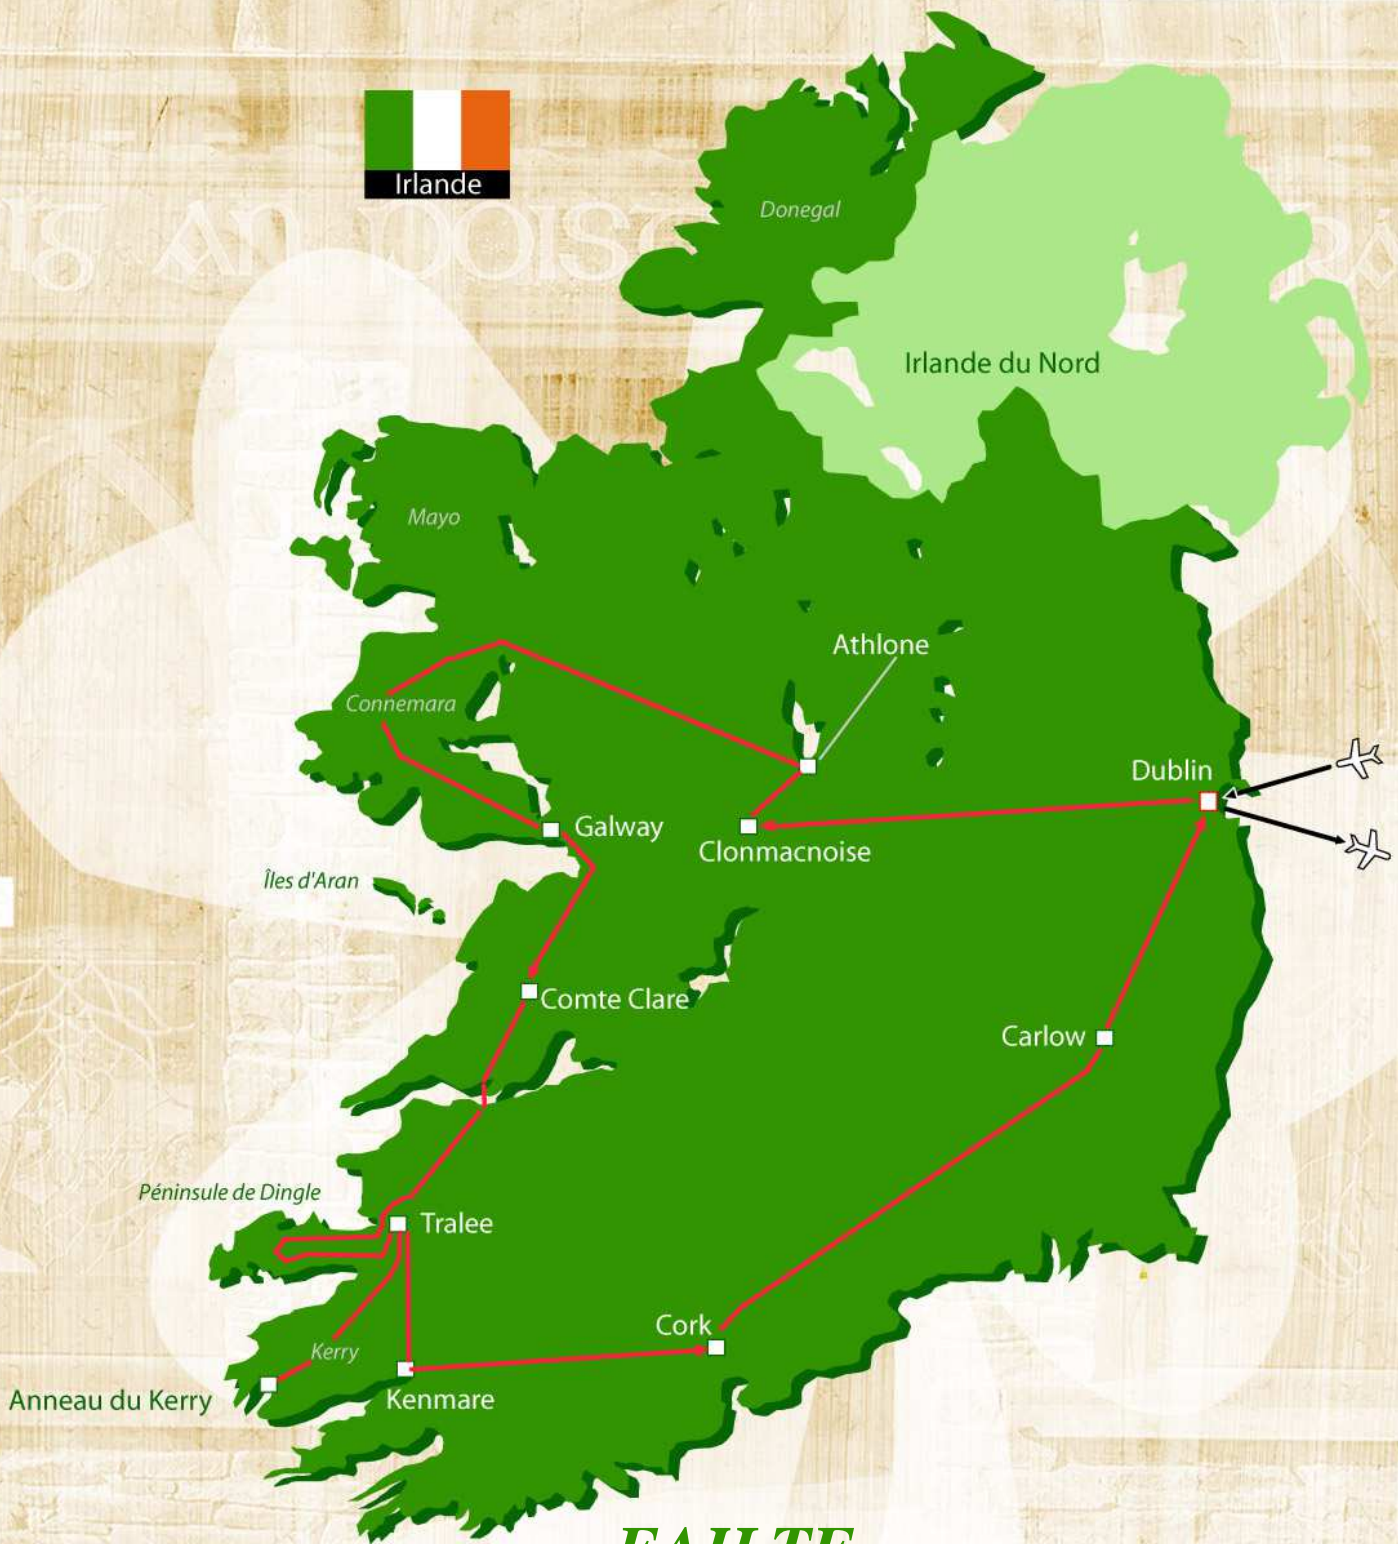 Irlande
Donegal
Irlande du Nord
Mayo
Athlone
Connemara
Dublin
Galway
Clonmacnoise
Îles d'Aran
Comte Clare
Carlow
Péninsule de Dingle
Tralee
Cork
Kerry
Anneau du Kerry
Kenmare
FAILTE